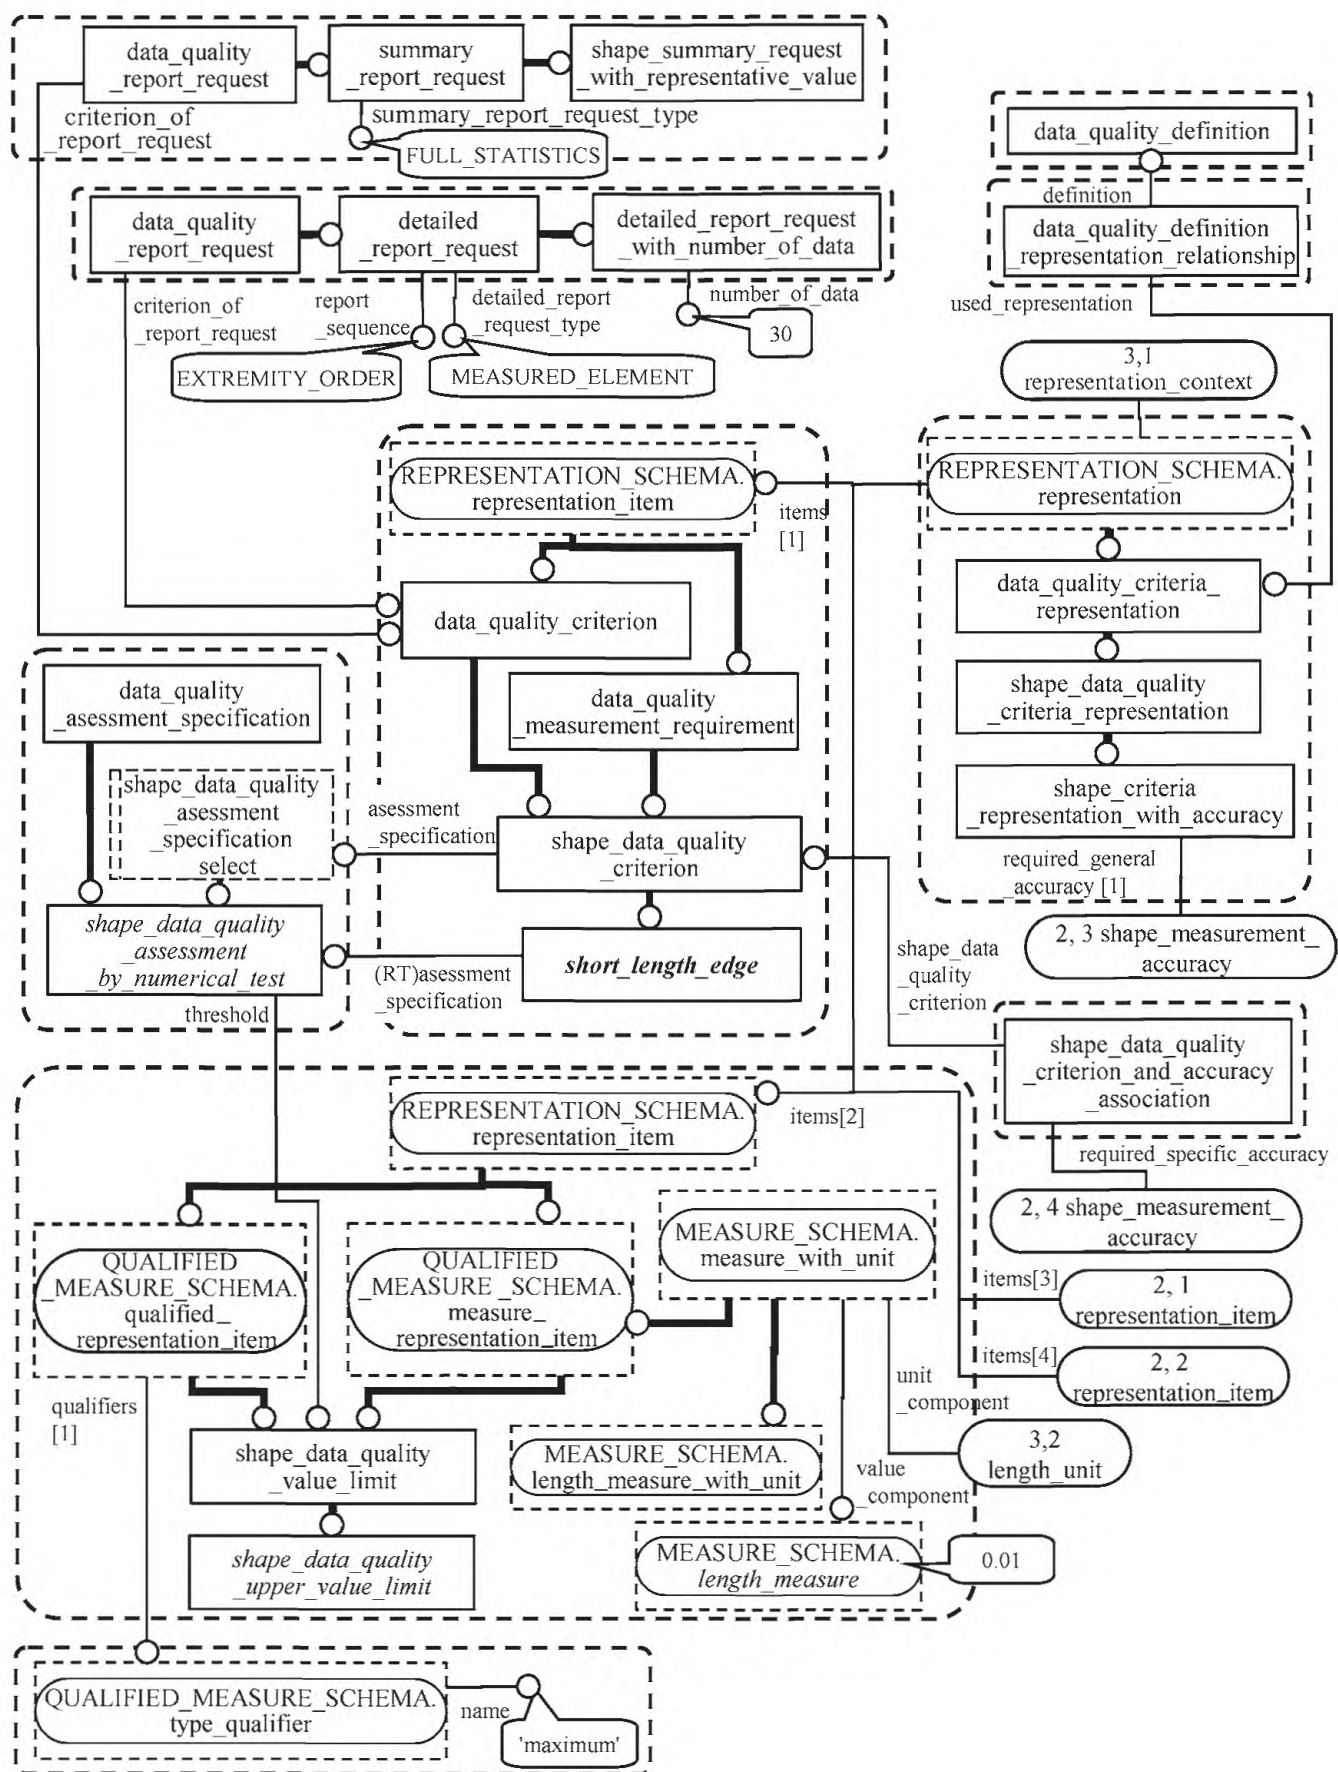 data_quality
_report_request
summary
_report_request
shape_summary_request
_with_representative_value
criterion_of
_report_request
summary_report_request_type
FULL_STATISTICS
data_quality_definition
definition
data_quality_definition
_representation_relationship
used_representation
data_quality
_report_request
detailed
_report_request
detailed_report_request
_with_number_of_data
criterion_of
_report_request
report
_sequence
detailed_report
_request_type
number_of_data
30
EXTREMITY_ORDER
MEASURED_ELEMENT
3,1
representation_context
REPRESENTATION_SCHEMA.
representation_item
items
[1]
REPRESENTATION_SCHEMA.
representation
data_quality_criterion
data_quality_criteria_
representation
data_quality
_asessment_specification
data_quality
_measurement_requirement
shape_data_quality
_criteria_representation
shape_data_quality
_asessment
_specification
_select
asessment
_specification
shape_data_quality
_criterion
shape_criteria
_representation_with_accuracy
required_general
_accuracy [1]
shape_data_quality
_assessment
_by_numerical_test
(RT)asessment
_specification
short_length_edge
shape_data
_quality
_criterion
2, 3 shape_measurement_
accuracy
threshold
shape_data_quality
_criterion_and_accuracy
_association
REPRESENTATION_SCHEMA.
representation_item
items[2]
required_specific_accuracy
2, 4 shape_measurement_
accuracy
QUALIFIED
_MEASURE_SCHEMA.
qualified_
representation_item
QUALIFIED
_MEASURE_SCHEMA.
measure_
representation_item
MEASURE_SCHEMA.
measure_with_unit
items[3]
2, 1
representation_item
items[4]
2, 2
representation_item
qualifiers
[1]
unit
_component
shape_data_quality
_value_limit
MEASURE_SCHEMA.
length_measure_with_unit
value
_component
3,2
length_unit
shape_data_quality
_upper_value_limit
MEASURE_SCHEMA.
length_measure
0.01
QUALIFIED_MEASURE_SCHEMA.
type_qualifier
name
'maximum'